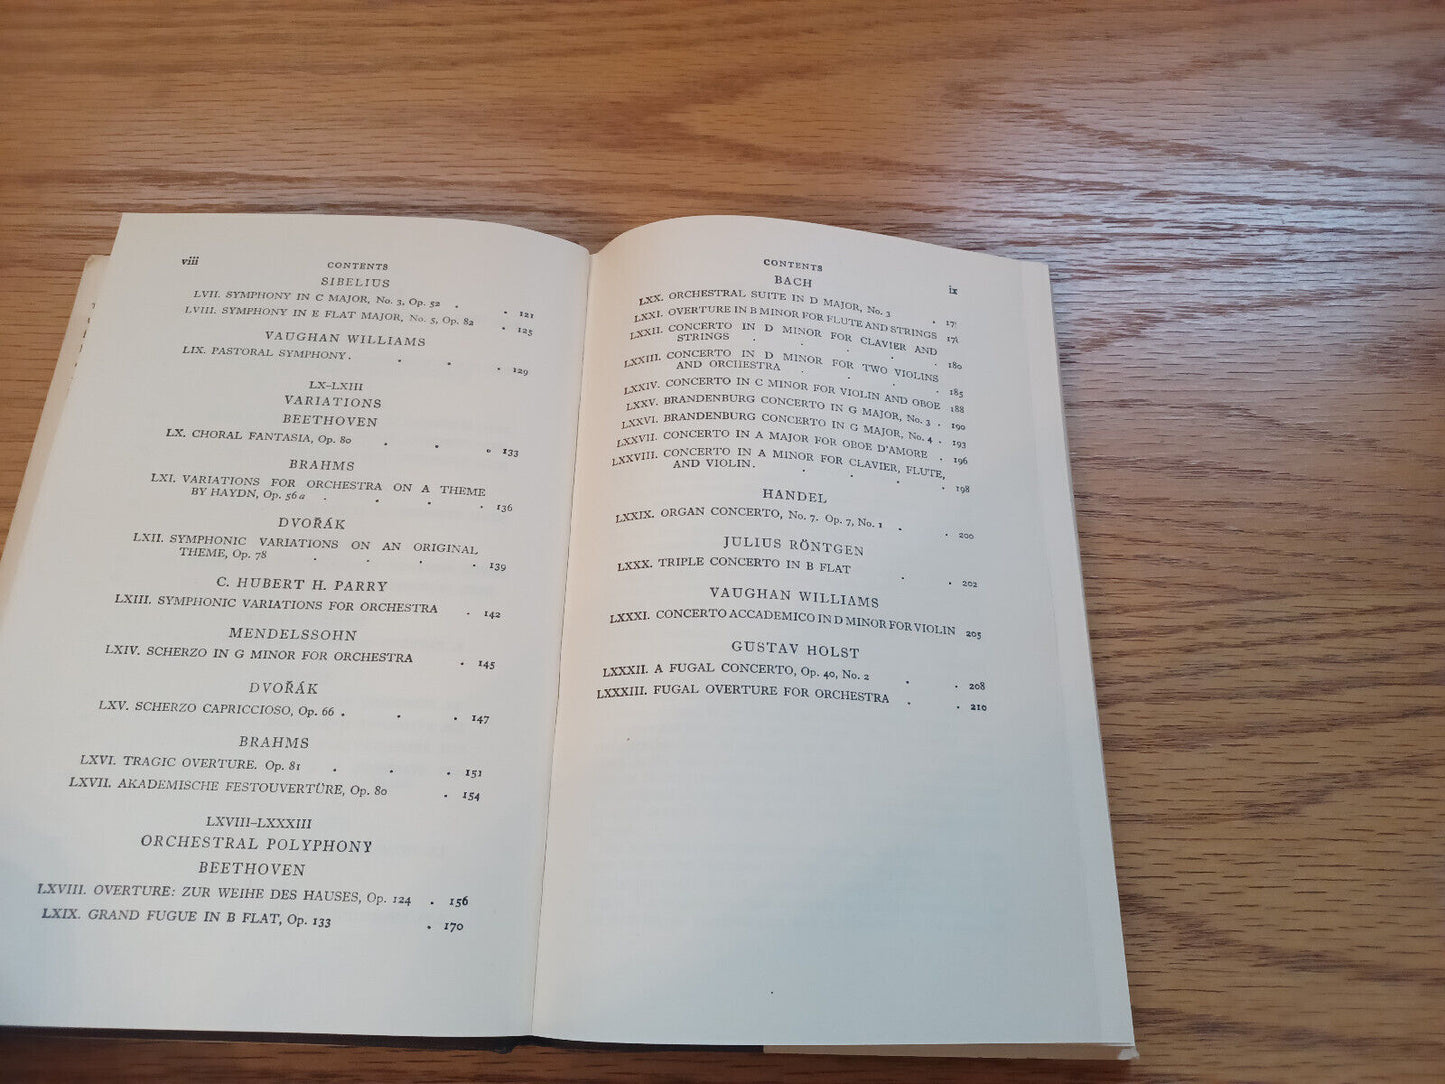 viii
CONTENTS
SIBELIUS
LVII. SYMPHONY IN C MAJOR, No. 3, Op. 52 . . 121
LVIII. SYMPHONY IN E FLAT MAJOR, No. 5, Op. 82 . 125
VAUGHAN WILLIAMS
LIX. PASTORAL SYMPHONY . . . . 129
LX–LXIII
VARIATIONS
BEETHOVEN
LX. CHORAL FANTASIA, Op. 80 . . . 133
BRAHMS
LXI. VARIATIONS FOR ORCHESTRA ON A THEME
BY HAYDN, Op. 56a . . . . 136
DVOŘÁK
LXII. SYMPHONIC VARIATIONS ON AN ORIGINAL
THEME, Op. 78 . . . . 139
C. HUBERT H. PARRY
LXIII. SYMPHONIC VARIATIONS FOR ORCHESTRA . 142
MENDELSSOHN
LXIV. SCHERZO IN G MINOR FOR ORCHESTRA . 145
DVOŘÁK
LXV. SCHERZO CAPRICCIOSO, Op. 66 . . . 147
BRAHMS
LXVI. TRAGIC OVERTURE. Op. 81 . . . 151
LXVII. AKADEMISCHE FESTOUVERTÜRE, Op. 80 . 154
LXVIII–LXXXIII
ORCHESTRAL POLYPHONY
BEETHOVEN
LXVIII. OVERTURE: ZUR WEIHE DES HAUSES, Op. 124 . 156
LXIX. GRAND FUGUE IN B FLAT, Op. 133 . 170
CONTENTS
ix
BACH
LXX. ORCHESTRAL SUITE IN D MAJOR, No. 3 .
LXXI. OVERTURE IN B MINOR FOR FLUTE AND STRINGS
LXXII. CONCERTO IN D MINOR FOR CLAVIER AND
STRINGS . . . . 180
LXXIII. CONCERTO IN D MINOR FOR TWO VIOLINS
AND ORCHESTRA . . . . 185
LXXIV. CONCERTO IN C MINOR FOR VIOLIN AND OBOE 188
LXXV. BRANDENBURG CONCERTO IN G MAJOR, No. 3 . 190
LXXVI. BRANDENBURG CONCERTO IN G MAJOR, No. 4 . 193
LXXVII. CONCERTO IN A MAJOR FOR OBOE D'AMORE . 196
LXXVIII. CONCERTO IN A MINOR FOR CLAVIER, FLUTE,
AND VIOLIN . . . . 198
HANDEL
LXXIX. ORGAN CONCERTO, No. 7. Op. 7, No. 1 . . 200
JULIUS RÖNTGEN
LXXX. TRIPLE CONCERTO IN B FLAT . . 202
VAUGHAN WILLIAMS
LXXXI. CONCERTO ACCADEMICO IN D MINOR FOR VIOLIN 205
GUSTAV HOLST
LXXXII. A FUGAL CONCERTO, Op. 40, No. 2 . . 208
LXXXIII. FUGAL OVERTURE FOR ORCHESTRA . . 210